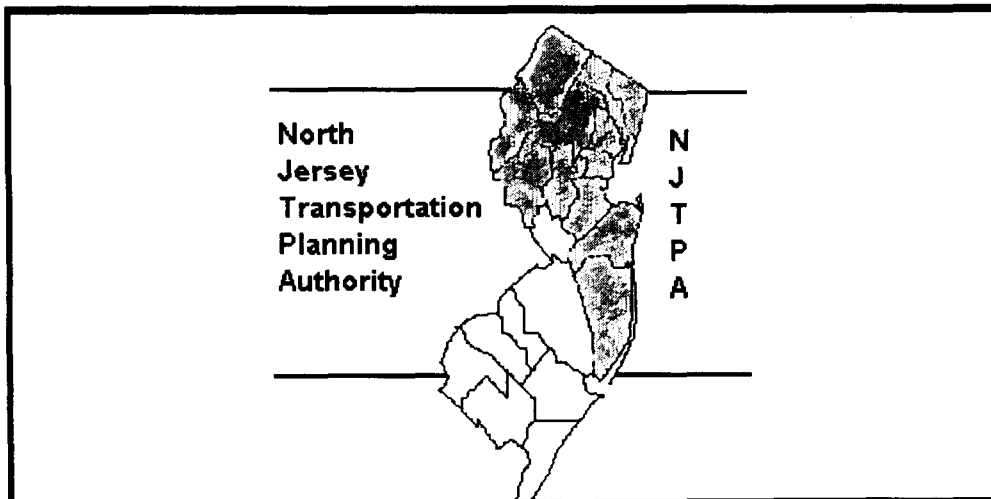 North
Jersey
Transportation
Planning
Authority
N
J
T
P
A